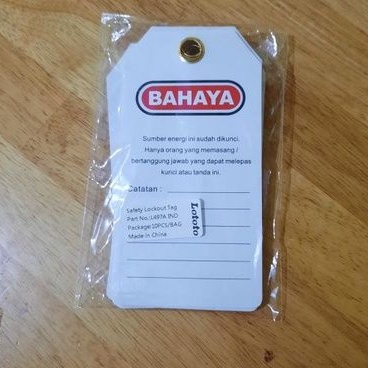 BAHAYA
Sumber energi ini sudah dikunci.
Hanya orang yang memasang /
bertanggung jawab yang dapat melepas
kunci atau tanda ini.
Catatan :
Safety Lockout Tag
Part No.:L487A IND
Package:10PCS/BAG
Made in China
Lototo